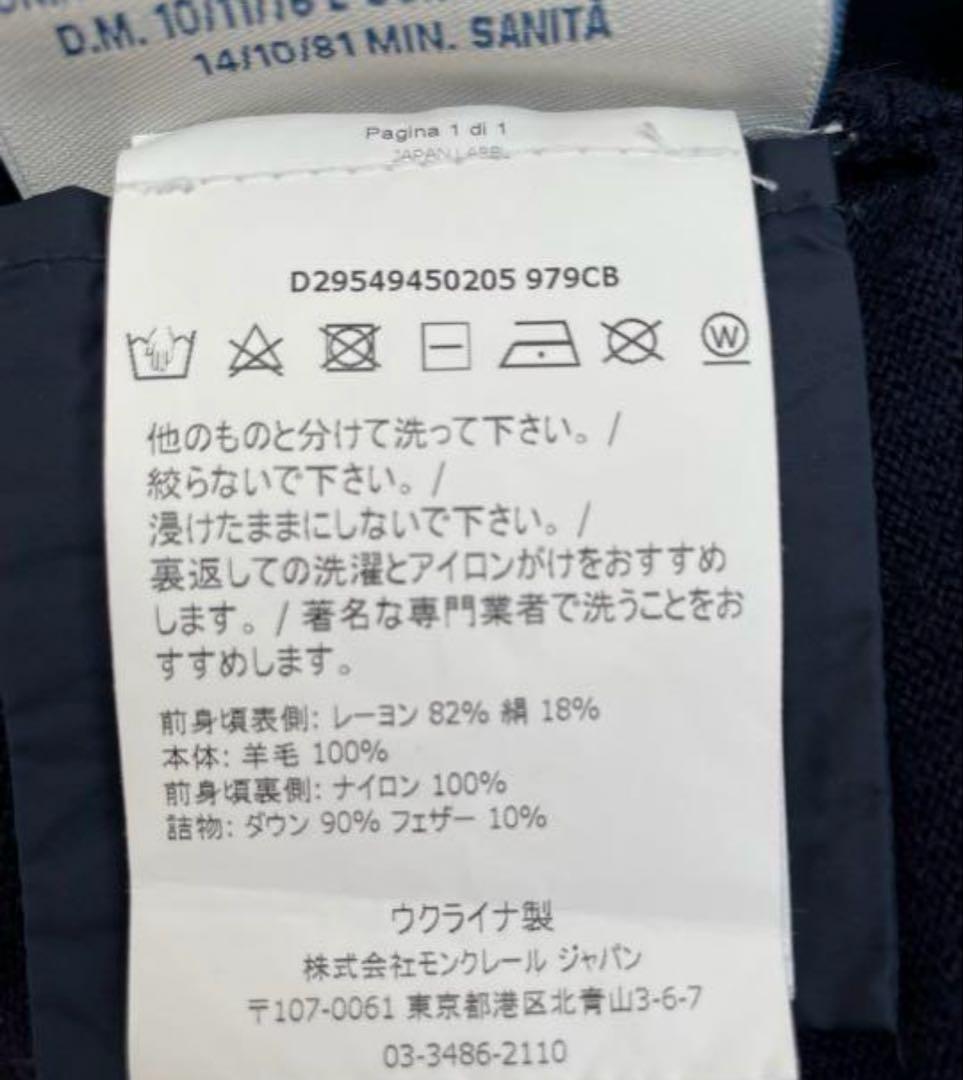 D.M. 10/11/76 E
14/10/81 MIN. SANITÀ
Pagina 1 di 1
JAPAN LABEL
D29549450205 979CB
W
他のものと分けて洗って下さい。/
絞らないで下さい。/
浸けたままにしないで下さい。/
裏返しての洗濯とアイロンがけをおすすめ
します。/ 著名な専門業者で洗うことをお
すすめします。
前身頃表側: レーヨン 82% 絹 18%
本体: 羊毛 100%
前身頃裏側: ナイロン 100%
詰物: ダウン 90% フェザー 10%
ウクライナ製
株式会社モンクレール ジャパン
〒107-0061 東京都港区北青山3-6-7
03-3486-2110